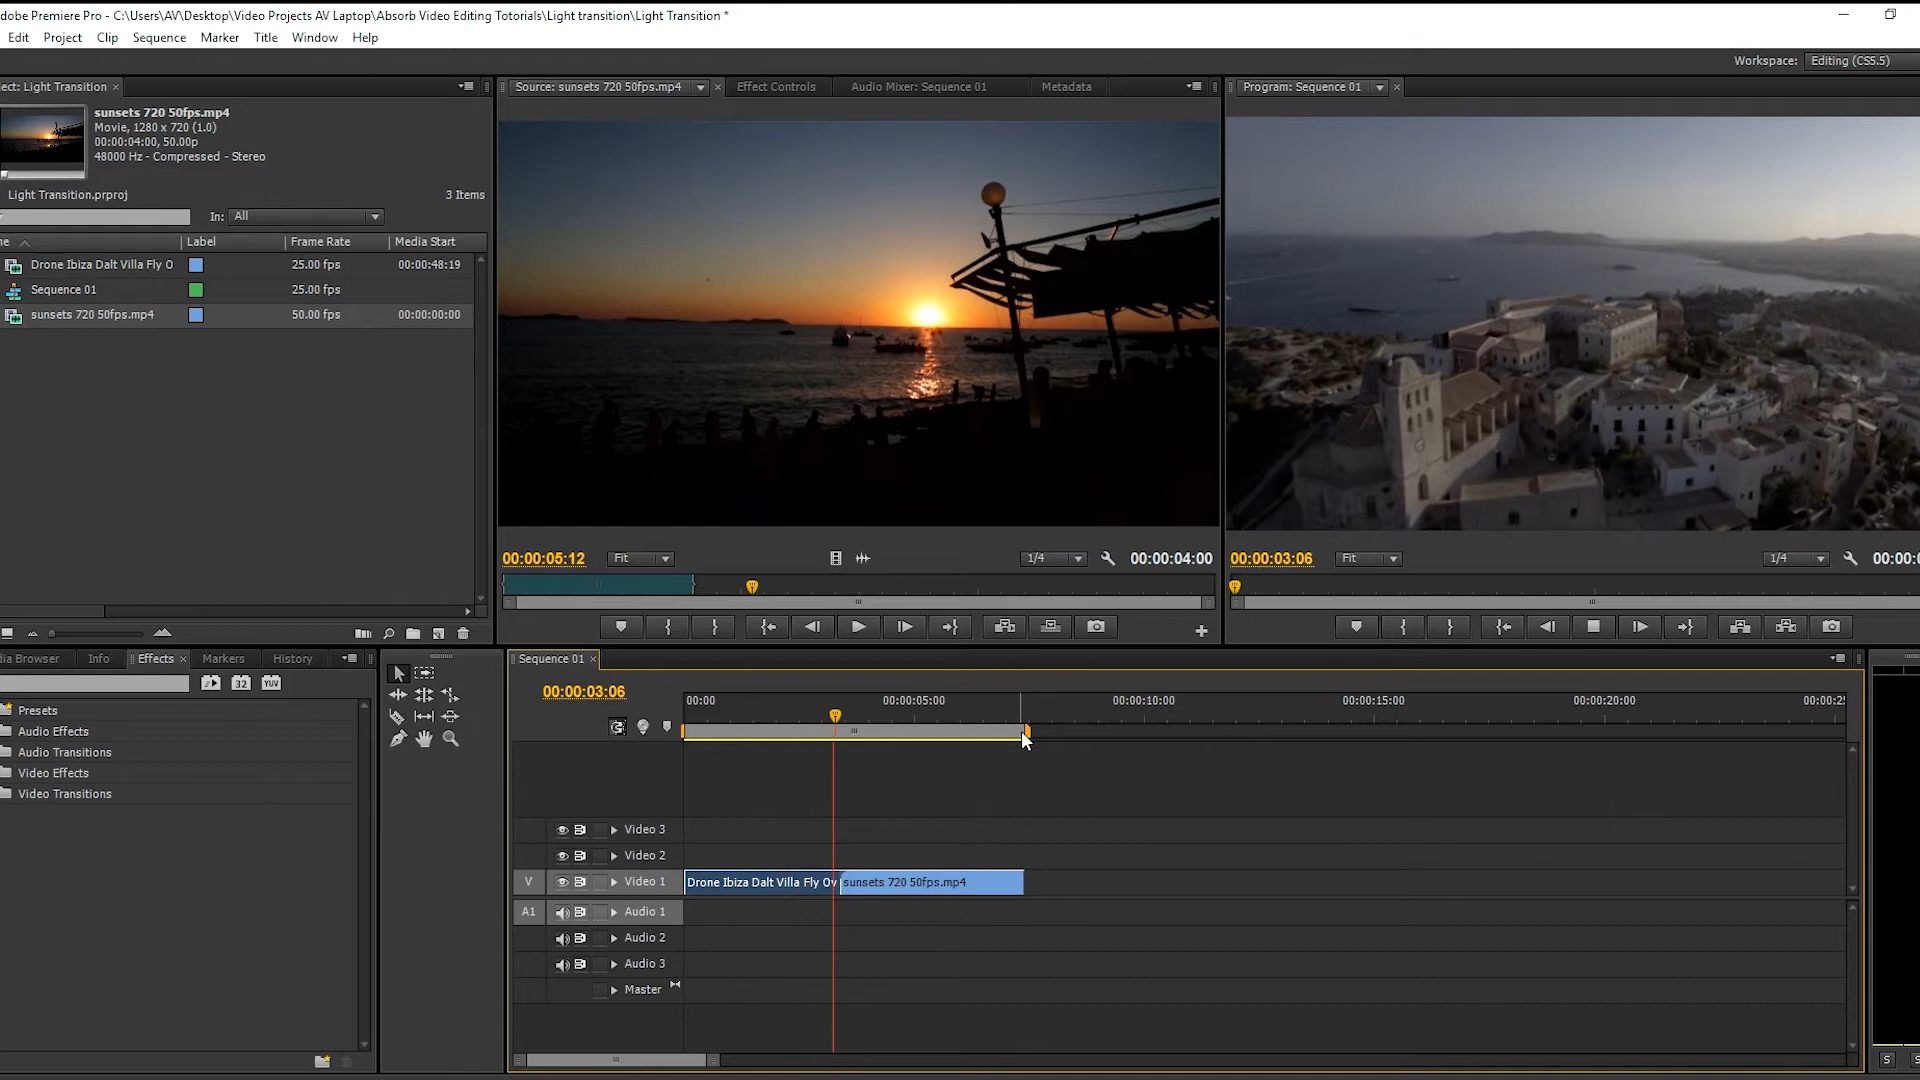 dobe Premiere Pro - C:\Users\AV\Desktop\Video Projects AV Laptop\Absorb Video Editing Totorials\Light transition\Light Transition *
Edit Project Clip Sequence Marker Title Window Help
Workspace: Editing (CS5.5)
ect: Light Transition ×
Source: sunsets 720 50fps.mp4 × Effect Controls Audio Mixer: Sequence 01 Metadata
Program: Sequence 01 ×
sunsets 720 50fps.mp4
Movie, 1280 x 720 (1.0)
00:00:04:00, 50.00p
48000 Hz - Compressed - Stereo
Light Transition.prproj 3 Items
In: All
ne Label Frame Rate Media Start
Drone Ibiza Dalt Villa Fly O 25.00 fps 00:00:48:19
Sequence 01 25.00 fps
sunsets 720 50fps.mp4 50.00 fps 00:00:00:00
00:00:05:12 Fit 1/4 00:00:04:00
00:00:03:06 Fit 1/4 00:00:0
dia Browser Info Effects × Markers History
32 YUV
Presets
Audio Effects
Audio Transitions
Video Effects
Video Transitions
Sequence 01 ×
00:00:03:06
00:00 00:00:05:00 00:00:10:00 00:00:15:00 00:00:20:00 00:00:25
Video 3
Video 2
V Video 1 Drone Ibiza Dalt Villa Fly Ov sunsets 720 50fps.mp4
A1 Audio 1
Audio 2
Audio 3
Master
S S